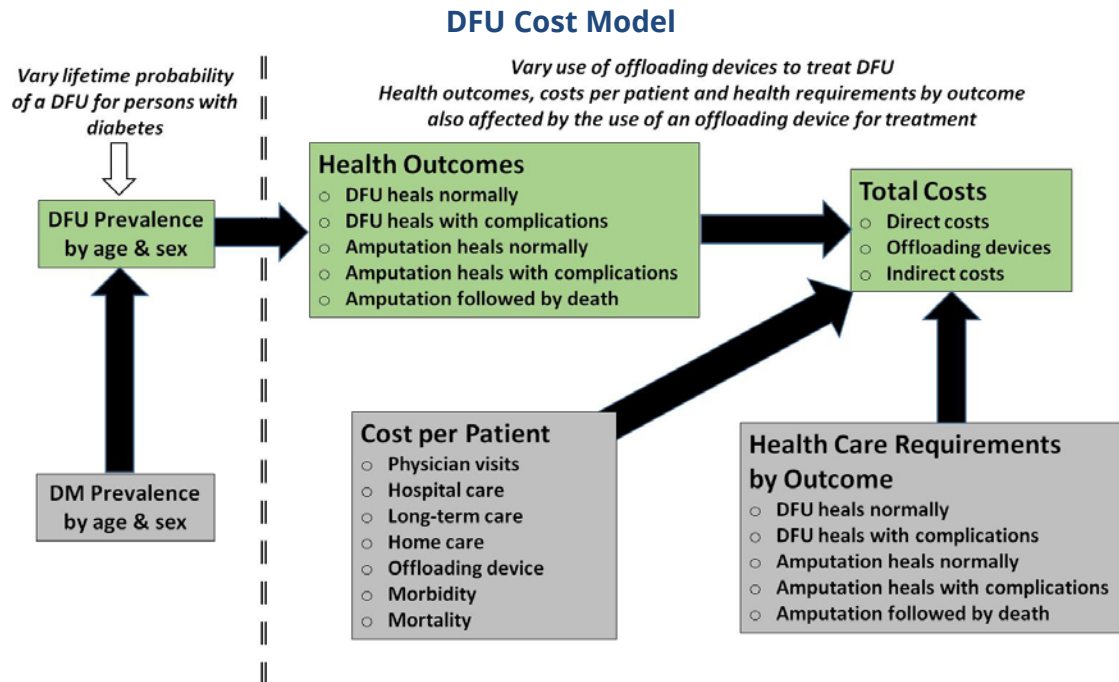 DFU Cost Model
Vary lifetime probability
of a DFU for persons with
diabetes
Vary use of offloading devices to treat DFU
Health outcomes, costs per patient and health requirements by outcome
also affected by the use of an offloading device for treatment
DFU Prevalence
by age & sex
Health Outcomes
○ DFU heals normally
○ DFU heals with complications
○ Amputation heals normally
○ Amputation heals with complications
○ Amputation followed by death
Total Costs
○ Direct costs
○ Offloading devices
○ Indirect costs
DM Prevalence
by age & sex
Cost per Patient
○ Physician visits
○ Hospital care
○ Long-term care
○ Home care
○ Offloading device
○ Morbidity
○ Mortality
Health Care Requirements
by Outcome
○ DFU heals normally
○ DFU heals with complications
○ Amputation heals normally
○ Amputation heals with complications
○ Amputation followed by death